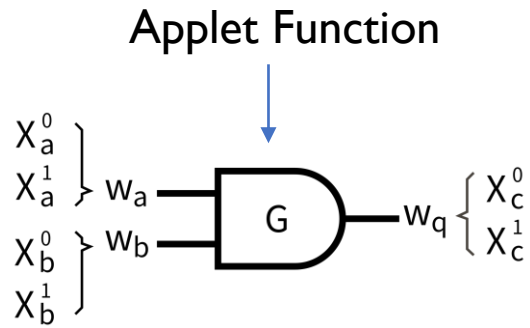 Applet Function
X_a^0
X_a^1
w_a
X_b^0
X_b^1
w_b
G
w_q
X_c^0
X_c^1